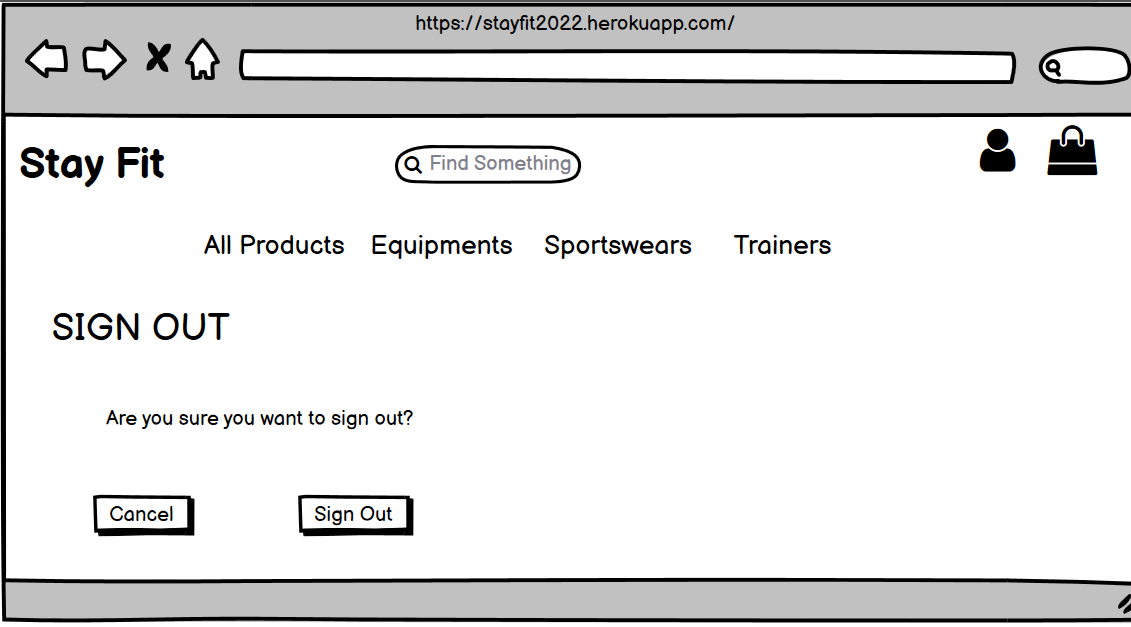 https://stayfit2022.herokuapp.com/
Stay Fit
Find Something
All Products Equipments Sportswears Trainers
SIGN OUT
Are you sure you want to sign out?
Cancel Sign Out